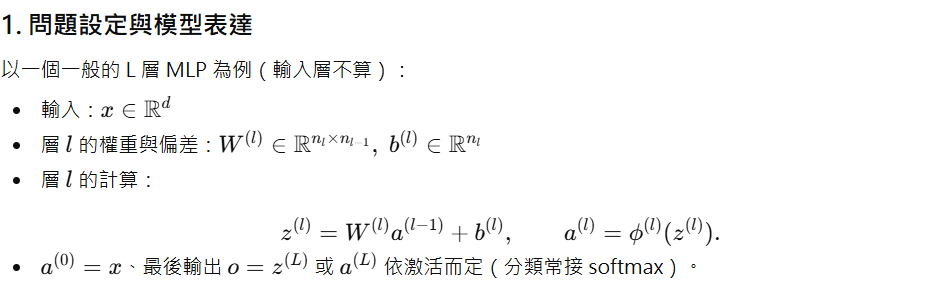 1. 問題設定與模型表達
以一個一般的 L 層 MLP 為例（輸入層不算）：
• 輸入：$x \in \mathbb{R}^d$
• 層 $l$ 的權重與偏差：$W^{(l)} \in \mathbb{R}^{n_l \times n_{l-1}},\ b^{(l)} \in \mathbb{R}^{n_l}$
• 層 $l$ 的計算：
$z^{(l)} = W^{(l)} a^{(l-1)} + b^{(l)}, \qquad a^{(l)} = \phi^{(l)}(z^{(l)}).$
• $a^{(0)} = x$、最後輸出 $o = z^{(L)}$ 或 $a^{(L)}$ 依激活而定（分類常接 softmax）。